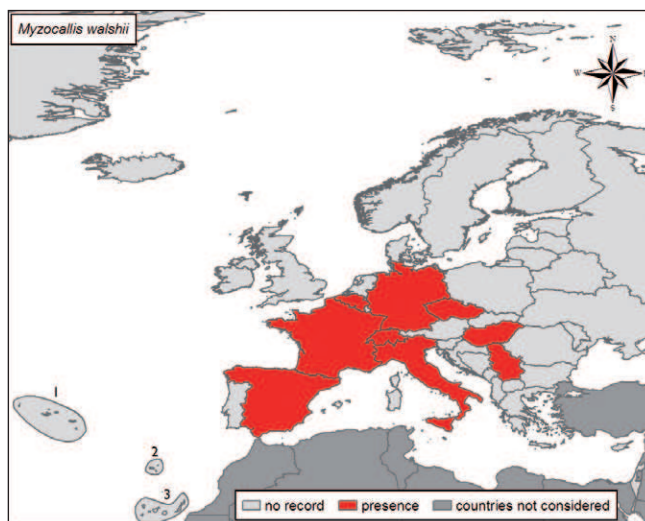 Myzocallis walshii
N
W
S
1
2
3
no record presence countries not considered